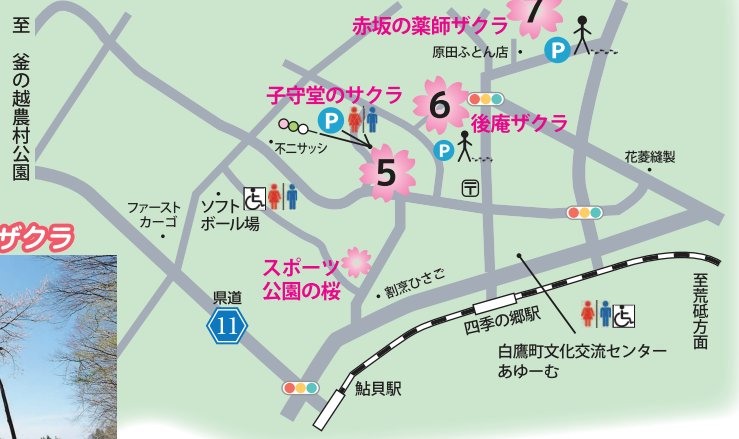 至 釜の越農村公園
赤坂の薬師ザクラ
7
P
原田ふとん店
子守堂のサクラ
P
6
後庵ザクラ
P
不二サッシ
5
〒
花菱縫製
ファースト
カーゴ
ソフト
ボール場
ザクラ
スポーツ
公園の桜
割烹ひさご
県道
11
四季の郷駅
至荒砥方面
白鷹町文化交流センター
あゆーむ
鮎貝駅